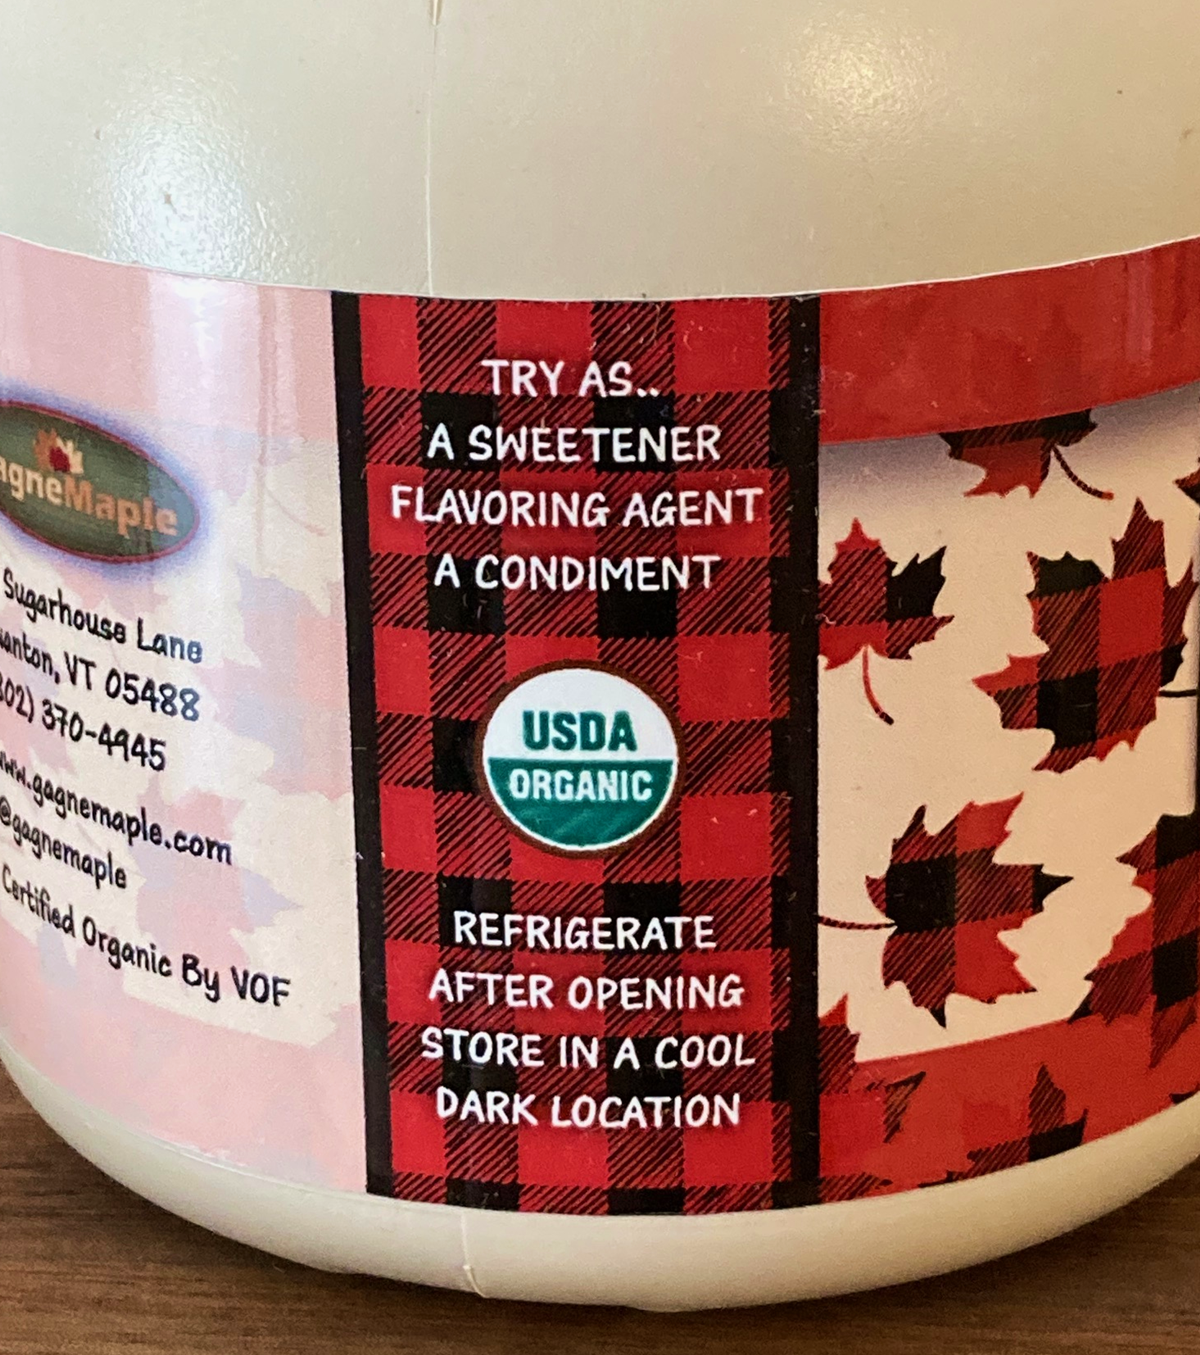 TRY AS..
A SWEETENER
FLAVORING AGENT
A CONDIMENT
USDA
ORGANIC
REFRIGERATE
AFTER OPENING
STORE IN A COOL
DARK LOCATION
agneMaple
Sugarhouse Lane
anton, VT 05488
02) 370-4945
www.gagnemaple.com
@gagnemaple
Certified Organic By VOF